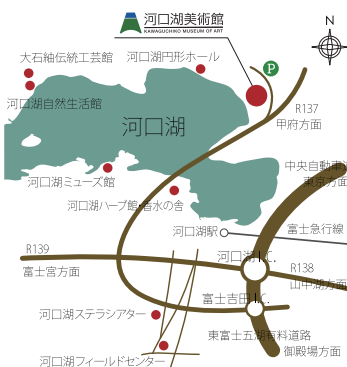 河口湖美術館
KAWAGUCHIKO MUSEUM OF ART
N
大石紬伝統工芸館
河口湖円形ホール
P
河口湖自然生活館
R137
甲府方面
河口湖
中央自動車道
東京方面
河口湖ミューズ館
河口湖ハーブ館・香水の舎
河口湖駅
富士急行線
R139
富士宮方面
河口湖I.C.
R138
山中湖方面
富士吉田I.C.
河口湖ステラシアター
東富士五湖有料道路
御殿場方面
河口湖フィールドセンター